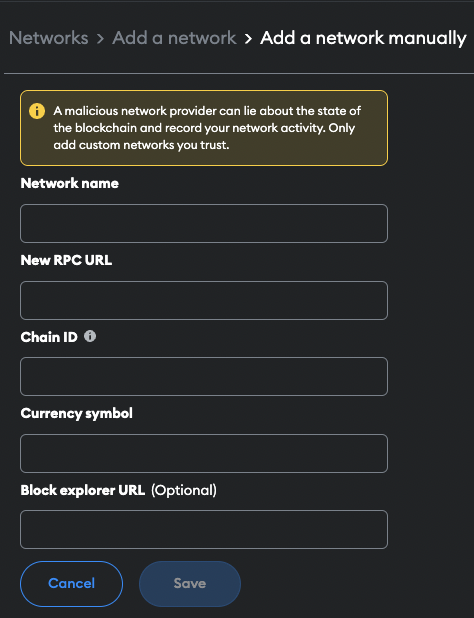 Networks > Add a network > Add a network manually
A malicious network provider can lie about the state of
the blockchain and record your network activity. Only
add custom networks you trust.
Network name
New RPC URL
Chain ID
Currency symbol
Block explorer URL (Optional)
Cancel Save